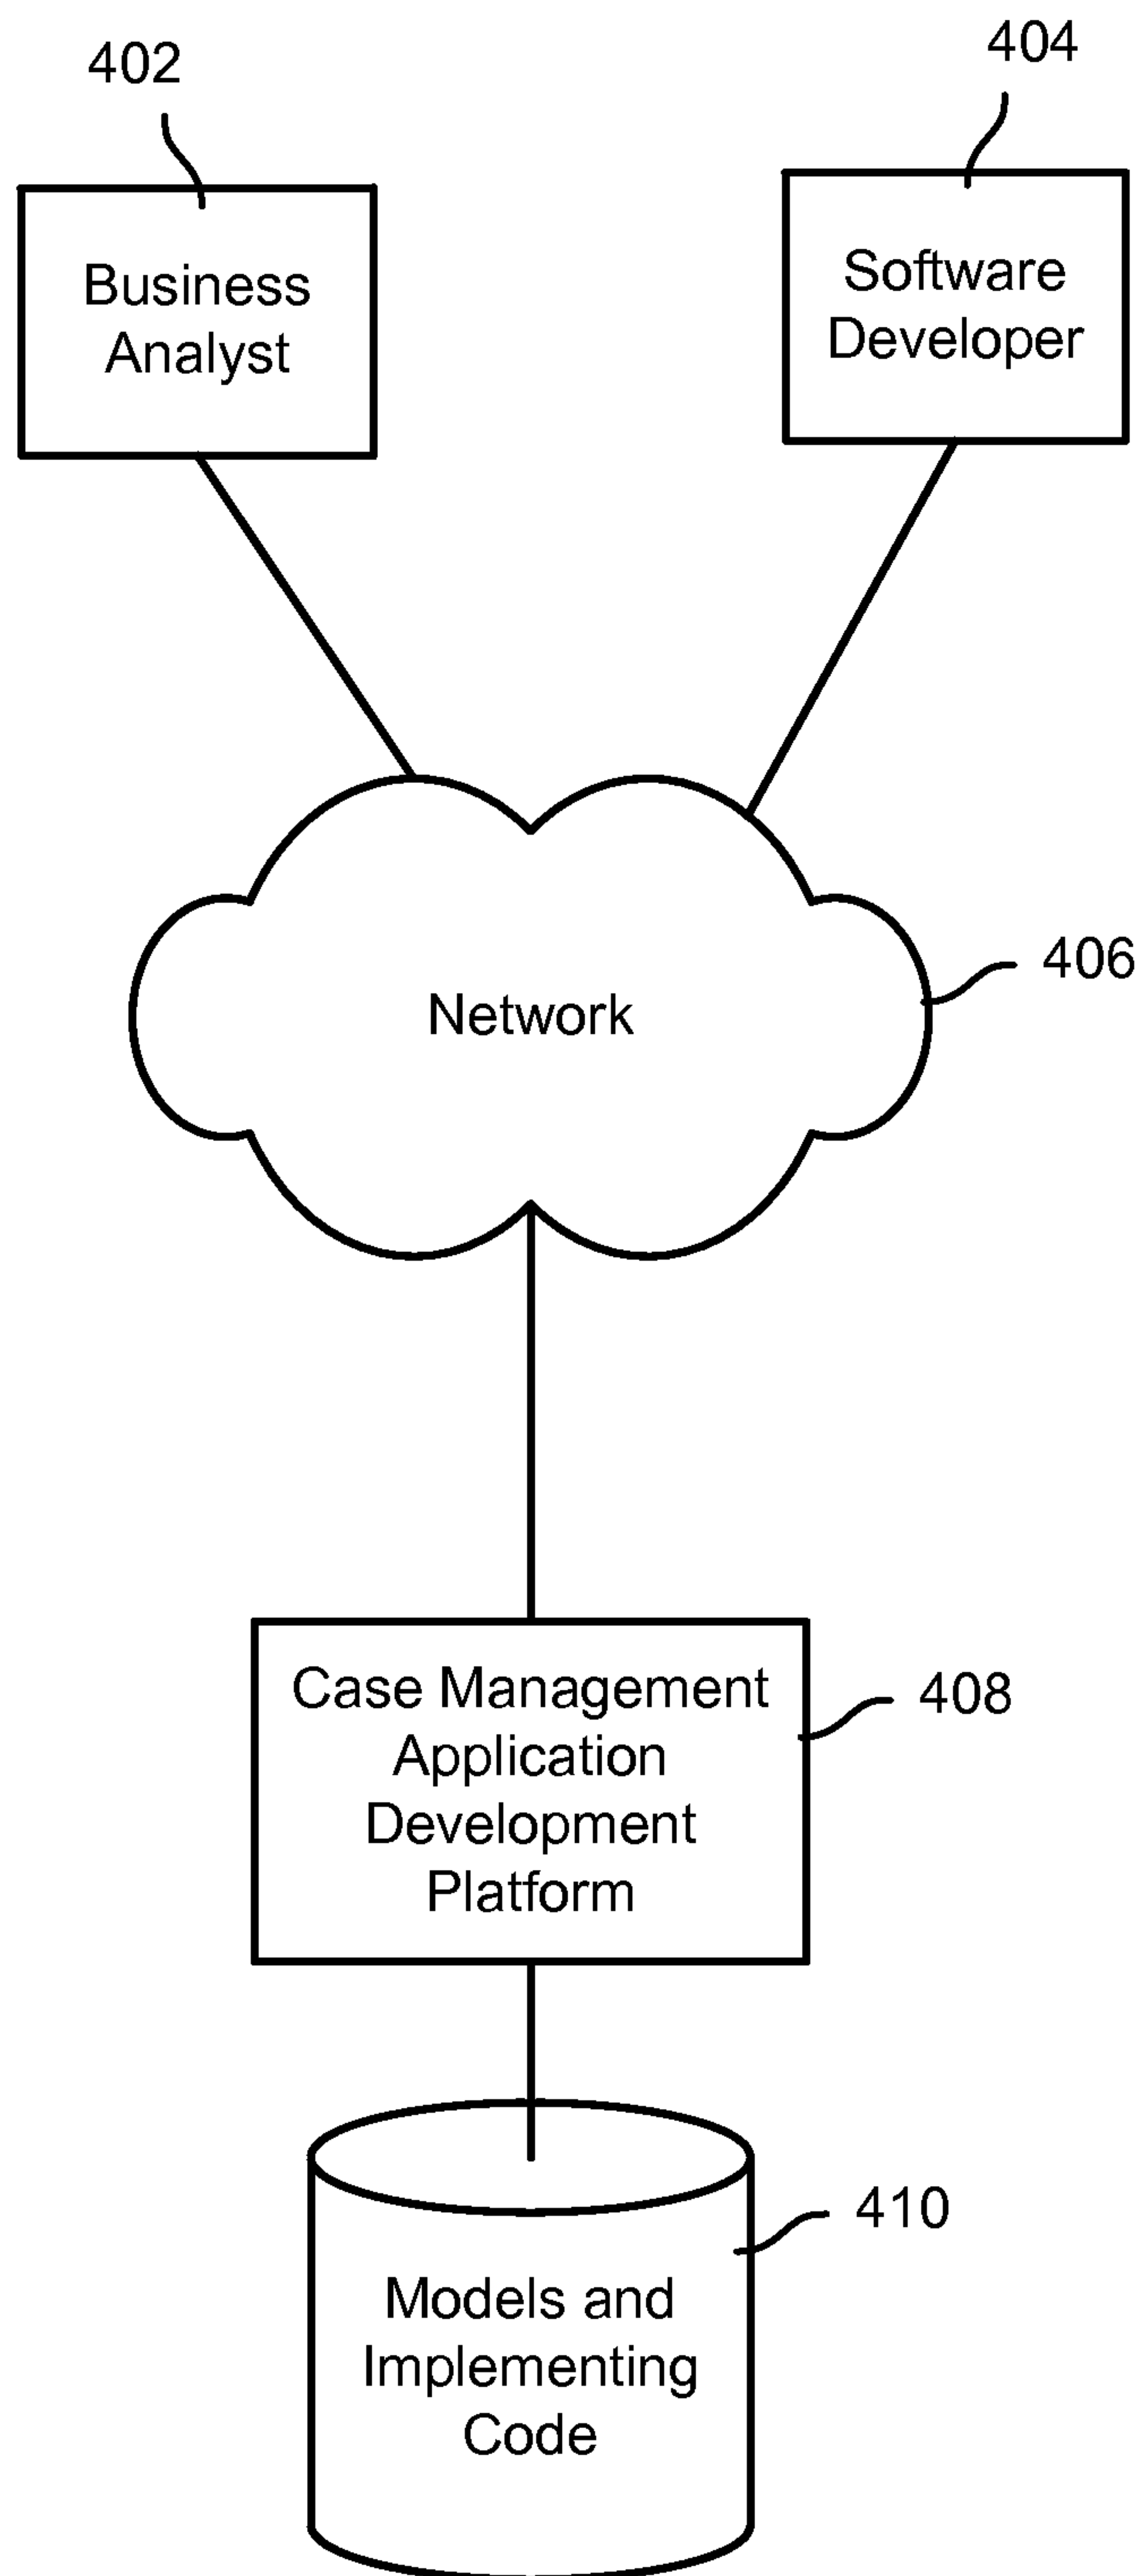 402
404
Business
Analyst
Software
Developer
Network
406
Case Management
Application
Development
Platform
408
410
Models and
Implementing
Code